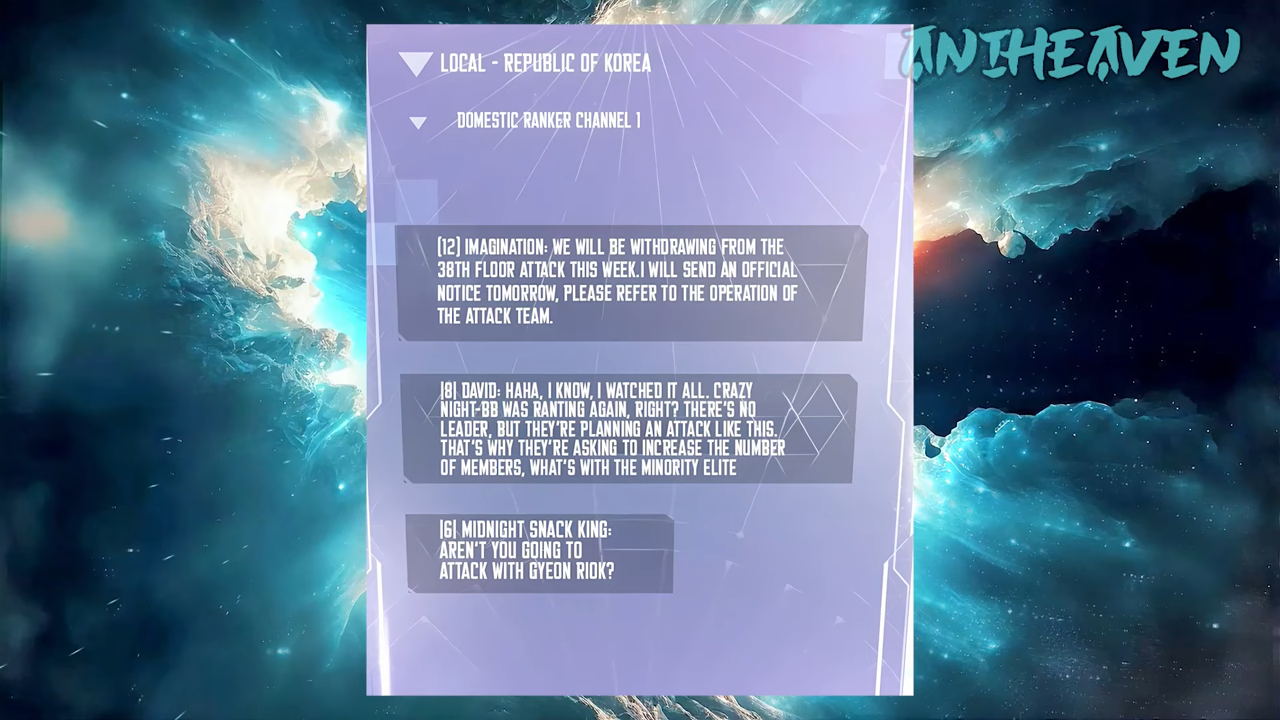 ANIHEAVEN
LOCAL - REPUBLIC OF KOREA
DOMESTIC RANKER CHANNEL 1
[12] IMAGINATION: WE WILL BE WITHDRAWING FROM THE
38TH FLOOR ATTACK THIS WEEK.I WILL SEND AN OFFICIAL
NOTICE TOMORROW, PLEASE REFER TO THE OPERATION OF
THE ATTACK TEAM.
[8] DAVID: HAHA, I KNOW, I WATCHED IT ALL. CRAZY
NIGHT-BB WAS RANTING AGAIN, RIGHT? THERE'S NO
LEADER, BUT THEY'RE PLANNING AN ATTACK LIKE THIS.
THAT'S WHY THEY'RE ASKING TO INCREASE THE NUMBER
OF MEMBERS, WHAT'S WITH THE MINORITY ELITE
[6] MIDNIGHT SNACK KING:
AREN'T YOU GOING TO
ATTACK WITH GYEON RIOK?